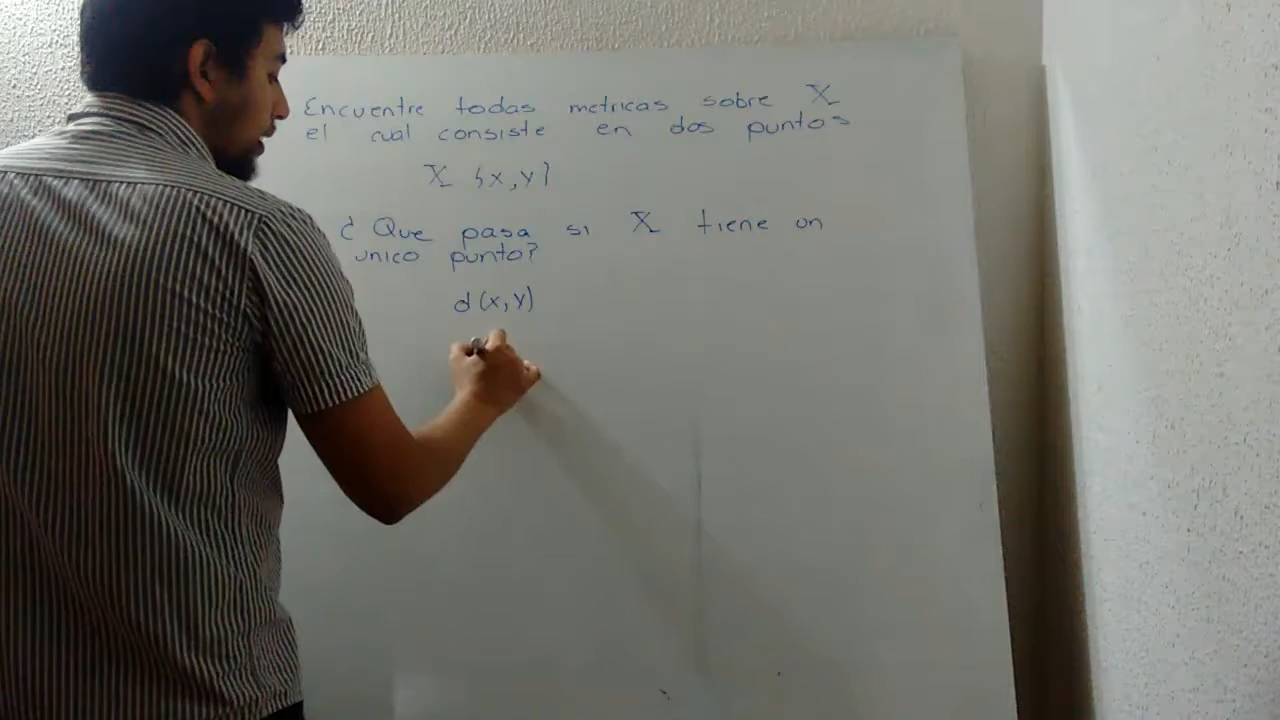 Encuentre todas metricas sobre X
el cual consiste en dos puntos
X {x,y}
¿Que pasa si X tiene un
unico punto?
d(x,y)